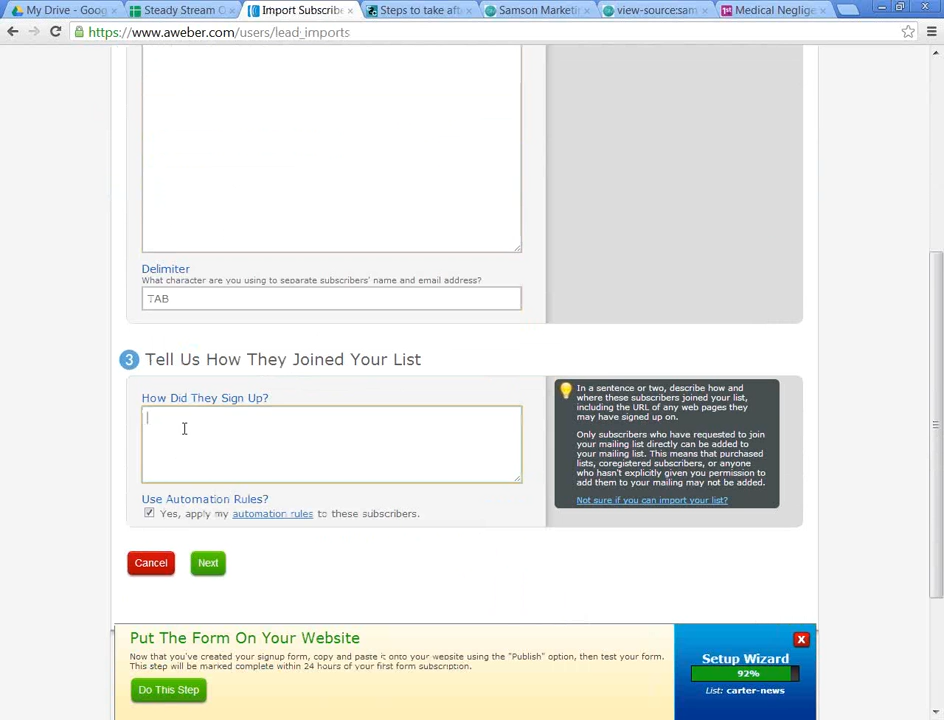 My Drive - Goog
Steady Stream O
Import Subscribe
Steps to take afte
Samson Marketin
view-source:sam
Medical Neglige
https://www.aweber.com/users/lead_imports
Delimiter
What character are you using to separate subscribers' name and email address?
TAB
3 Tell Us How They Joined Your List
How Did They Sign Up?
In a sentence or two, describe how and
where these subscribers joined your list,
including the URL of any web pages they
may have signed up on.
Only subscribers who have requested to join
your mailing list directly can be added to
your mailing list. This means that purchased
lists, coregistered subscribers, or anyone
who hasn't explicitly given you permission to
add them to your mailing may not be added.
Not sure if you can import your list?
Use Automation Rules?
Yes, apply my automation rules to these subscribers.
Cancel
Next
Put The Form On Your Website
Now that you've created your signup form, copy and paste it onto your website using the "Publish" option, then test your form.
This step will be marked complete within 24 hours of your first form subscription.
Do This Step
X
Setup Wizard
92%
List: carter-news